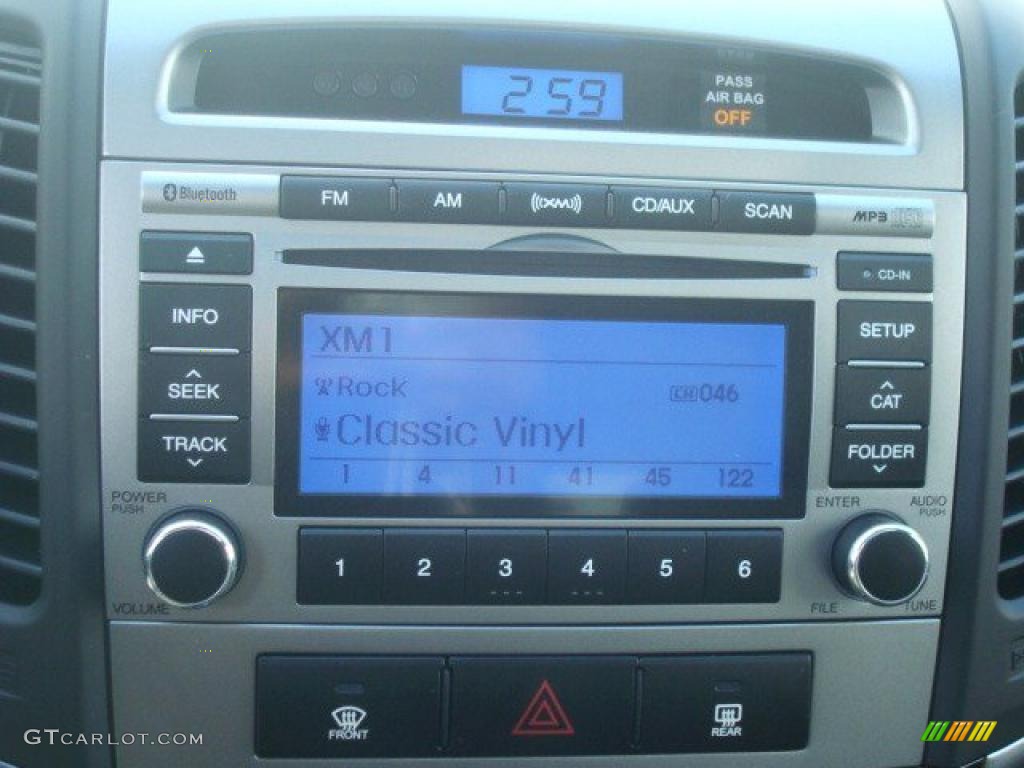 2 59
PASS
AIR BAG
OFF
Bluetooth
FM AM ((XM)) CD/AUX SCAN
MP3
CD-IN
INFO
SETUP
SEEK
CAT
TRACK
FOLDER
XM1
Rock CH 046
Classic Vinyl
1 4 11 41 45 122
POWER
PUSH
ENTER
AUDIO
PUSH
1 2 3 4 5 6
VOLUME
FILE TUNE
FRONT
REAR
GTCARLOT.COM